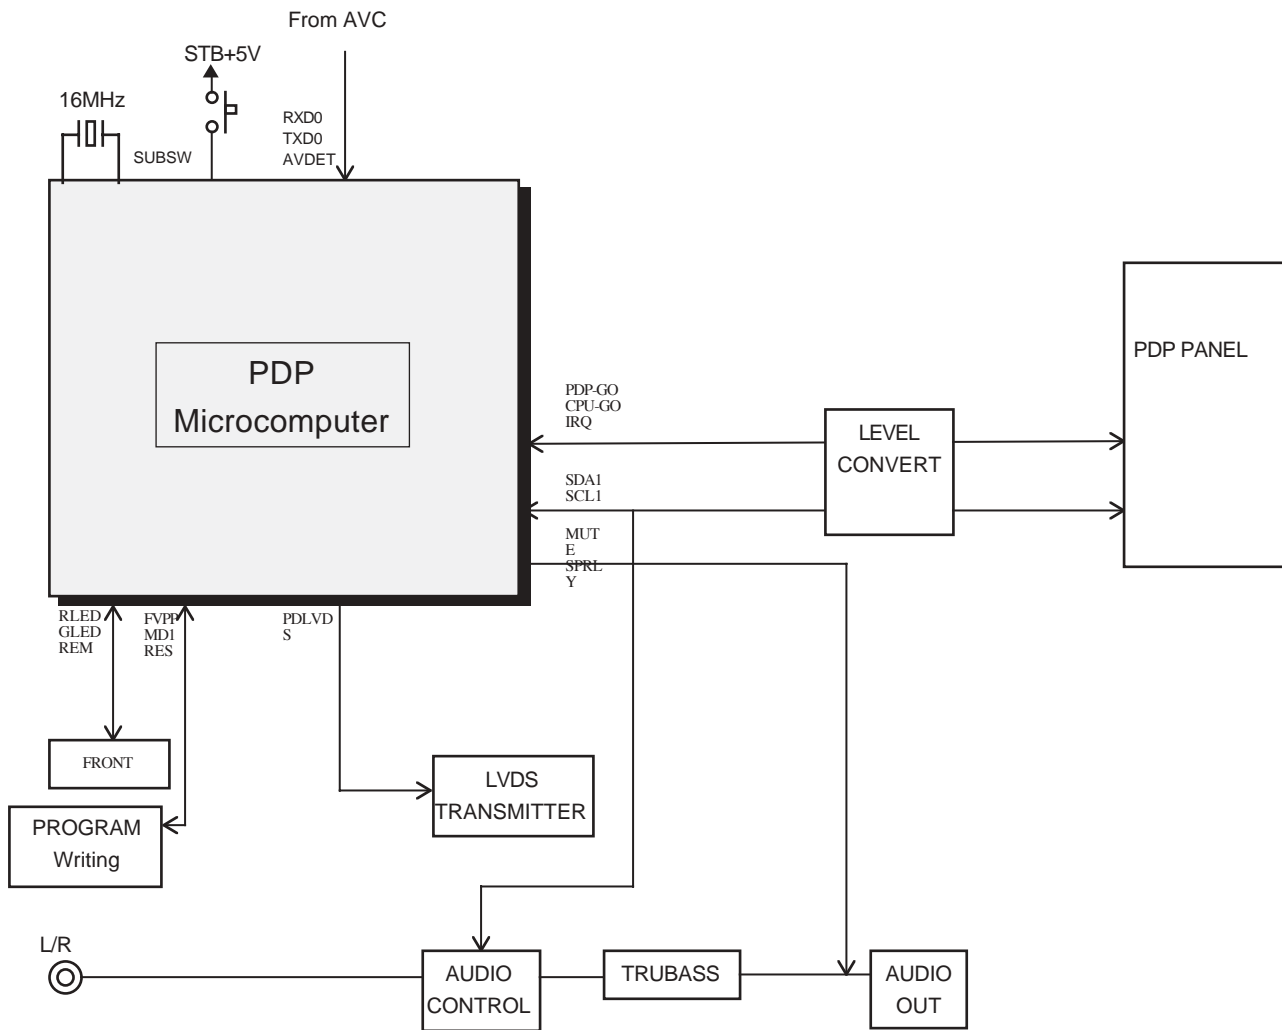 From AVC
STB+5V
16MHz
RXD0
TXD0
AVDET
SUBSW
PDP
Microcomputer
PDP PANEL
PDP-GO
CPU-GO
IRQ
LEVEL
CONVERT
SDA1
SCL1
MUT
E
SPRL
Y
RLED
GLED
REM
FVPP
MD1
RES
PDLVD
S
FRONT
LVDS
TRANSMITTER
PROGRAM
Writing
L/R
AUDIO
CONTROL
TRUBASS
AUDIO
OUT